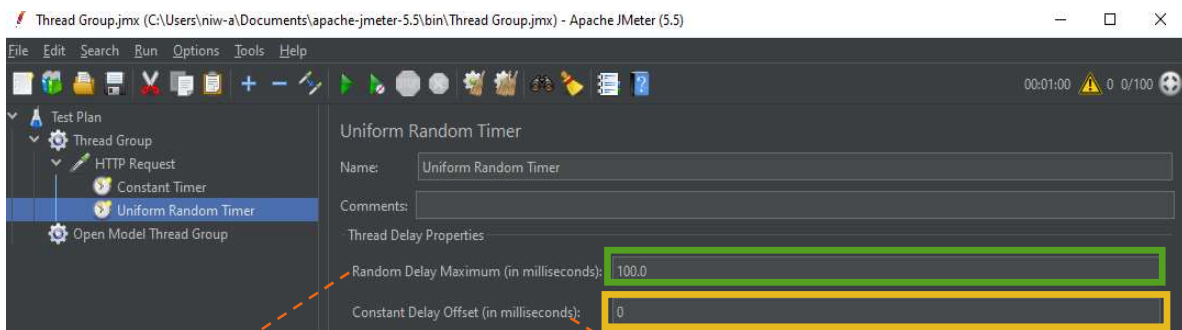 Thread Group.jmx (C:\Users\niw-a\Documents\apache-jmeter-5.5\bin\Thread Group.jmx) - Apache JMeter (5.5)
File Edit Search Run Options Tools Help
00:01:00 0 0/100
Test Plan
Thread Group
HTTP Request
Constant Timer
Uniform Random Timer
Open Model Thread Group
Uniform Random Timer
Name: Uniform Random Timer
Comments:
Thread Delay Properties
Random Delay Maximum (in milliseconds): 100.0
Constant Delay Offset (in milliseconds): 0